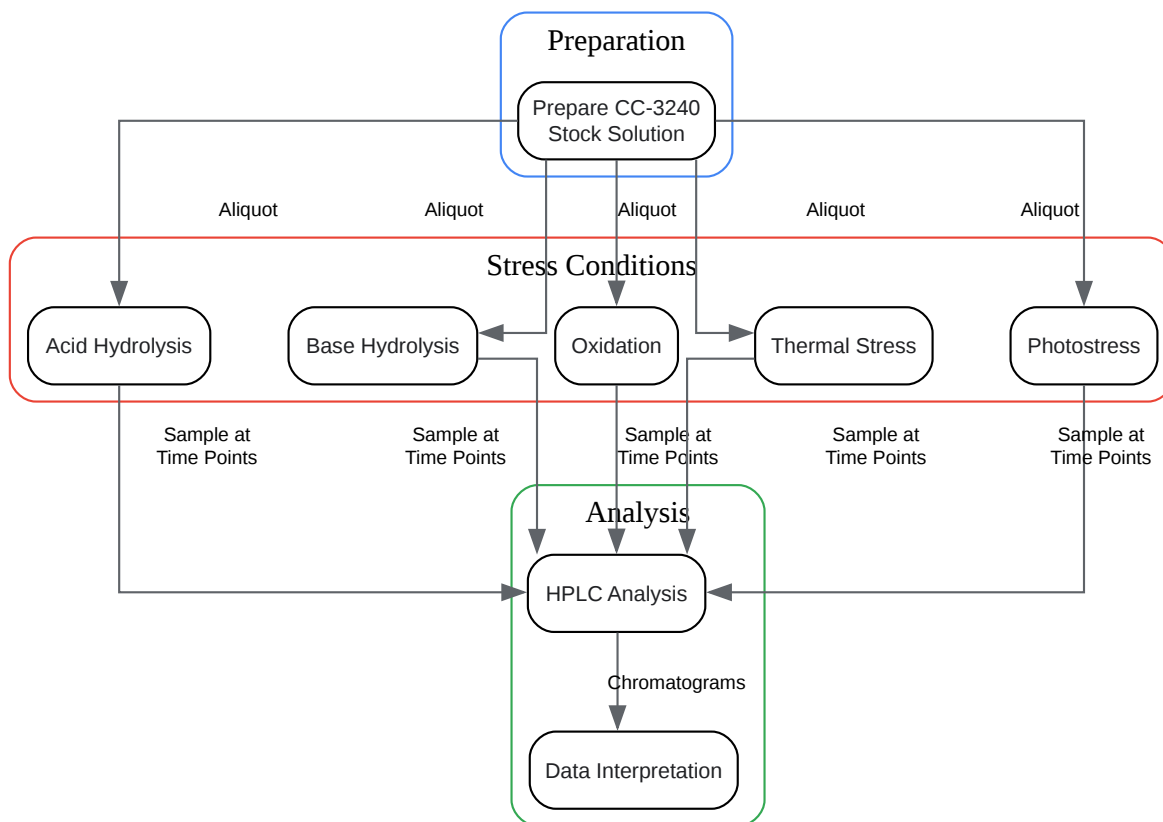 Preparation
Prepare CC-3240
Stock Solution
Aliquot
Aliquot
Aliquot
Aliquot
Aliquot
Stress Conditions
Acid Hydrolysis
Base Hydrolysis
Oxidation
Thermal Stress
Photostress
Sample at
Time Points
Sample at
Time Points
Sample at
Time Points
Sample at
Time Points
Sample at
Time Points
Analysis
HPLC Analysis
Chromatograms
Data Interpretation